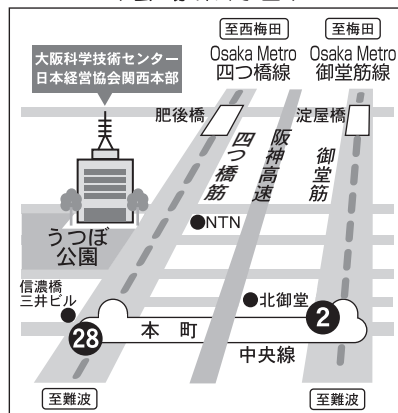 至西梅田
至梅田
大阪科学技術センター
日本経営協会関西本部
Osaka Metro
四つ橋線
Osaka Metro
御堂筋線
肥後橋
淀屋橋
四つ橋筋
阪神高速
御堂筋
NTN
うつぼ
公園
信濃橋
三井ビル
北御堂
2
28
本町
中央線
至難波
至難波